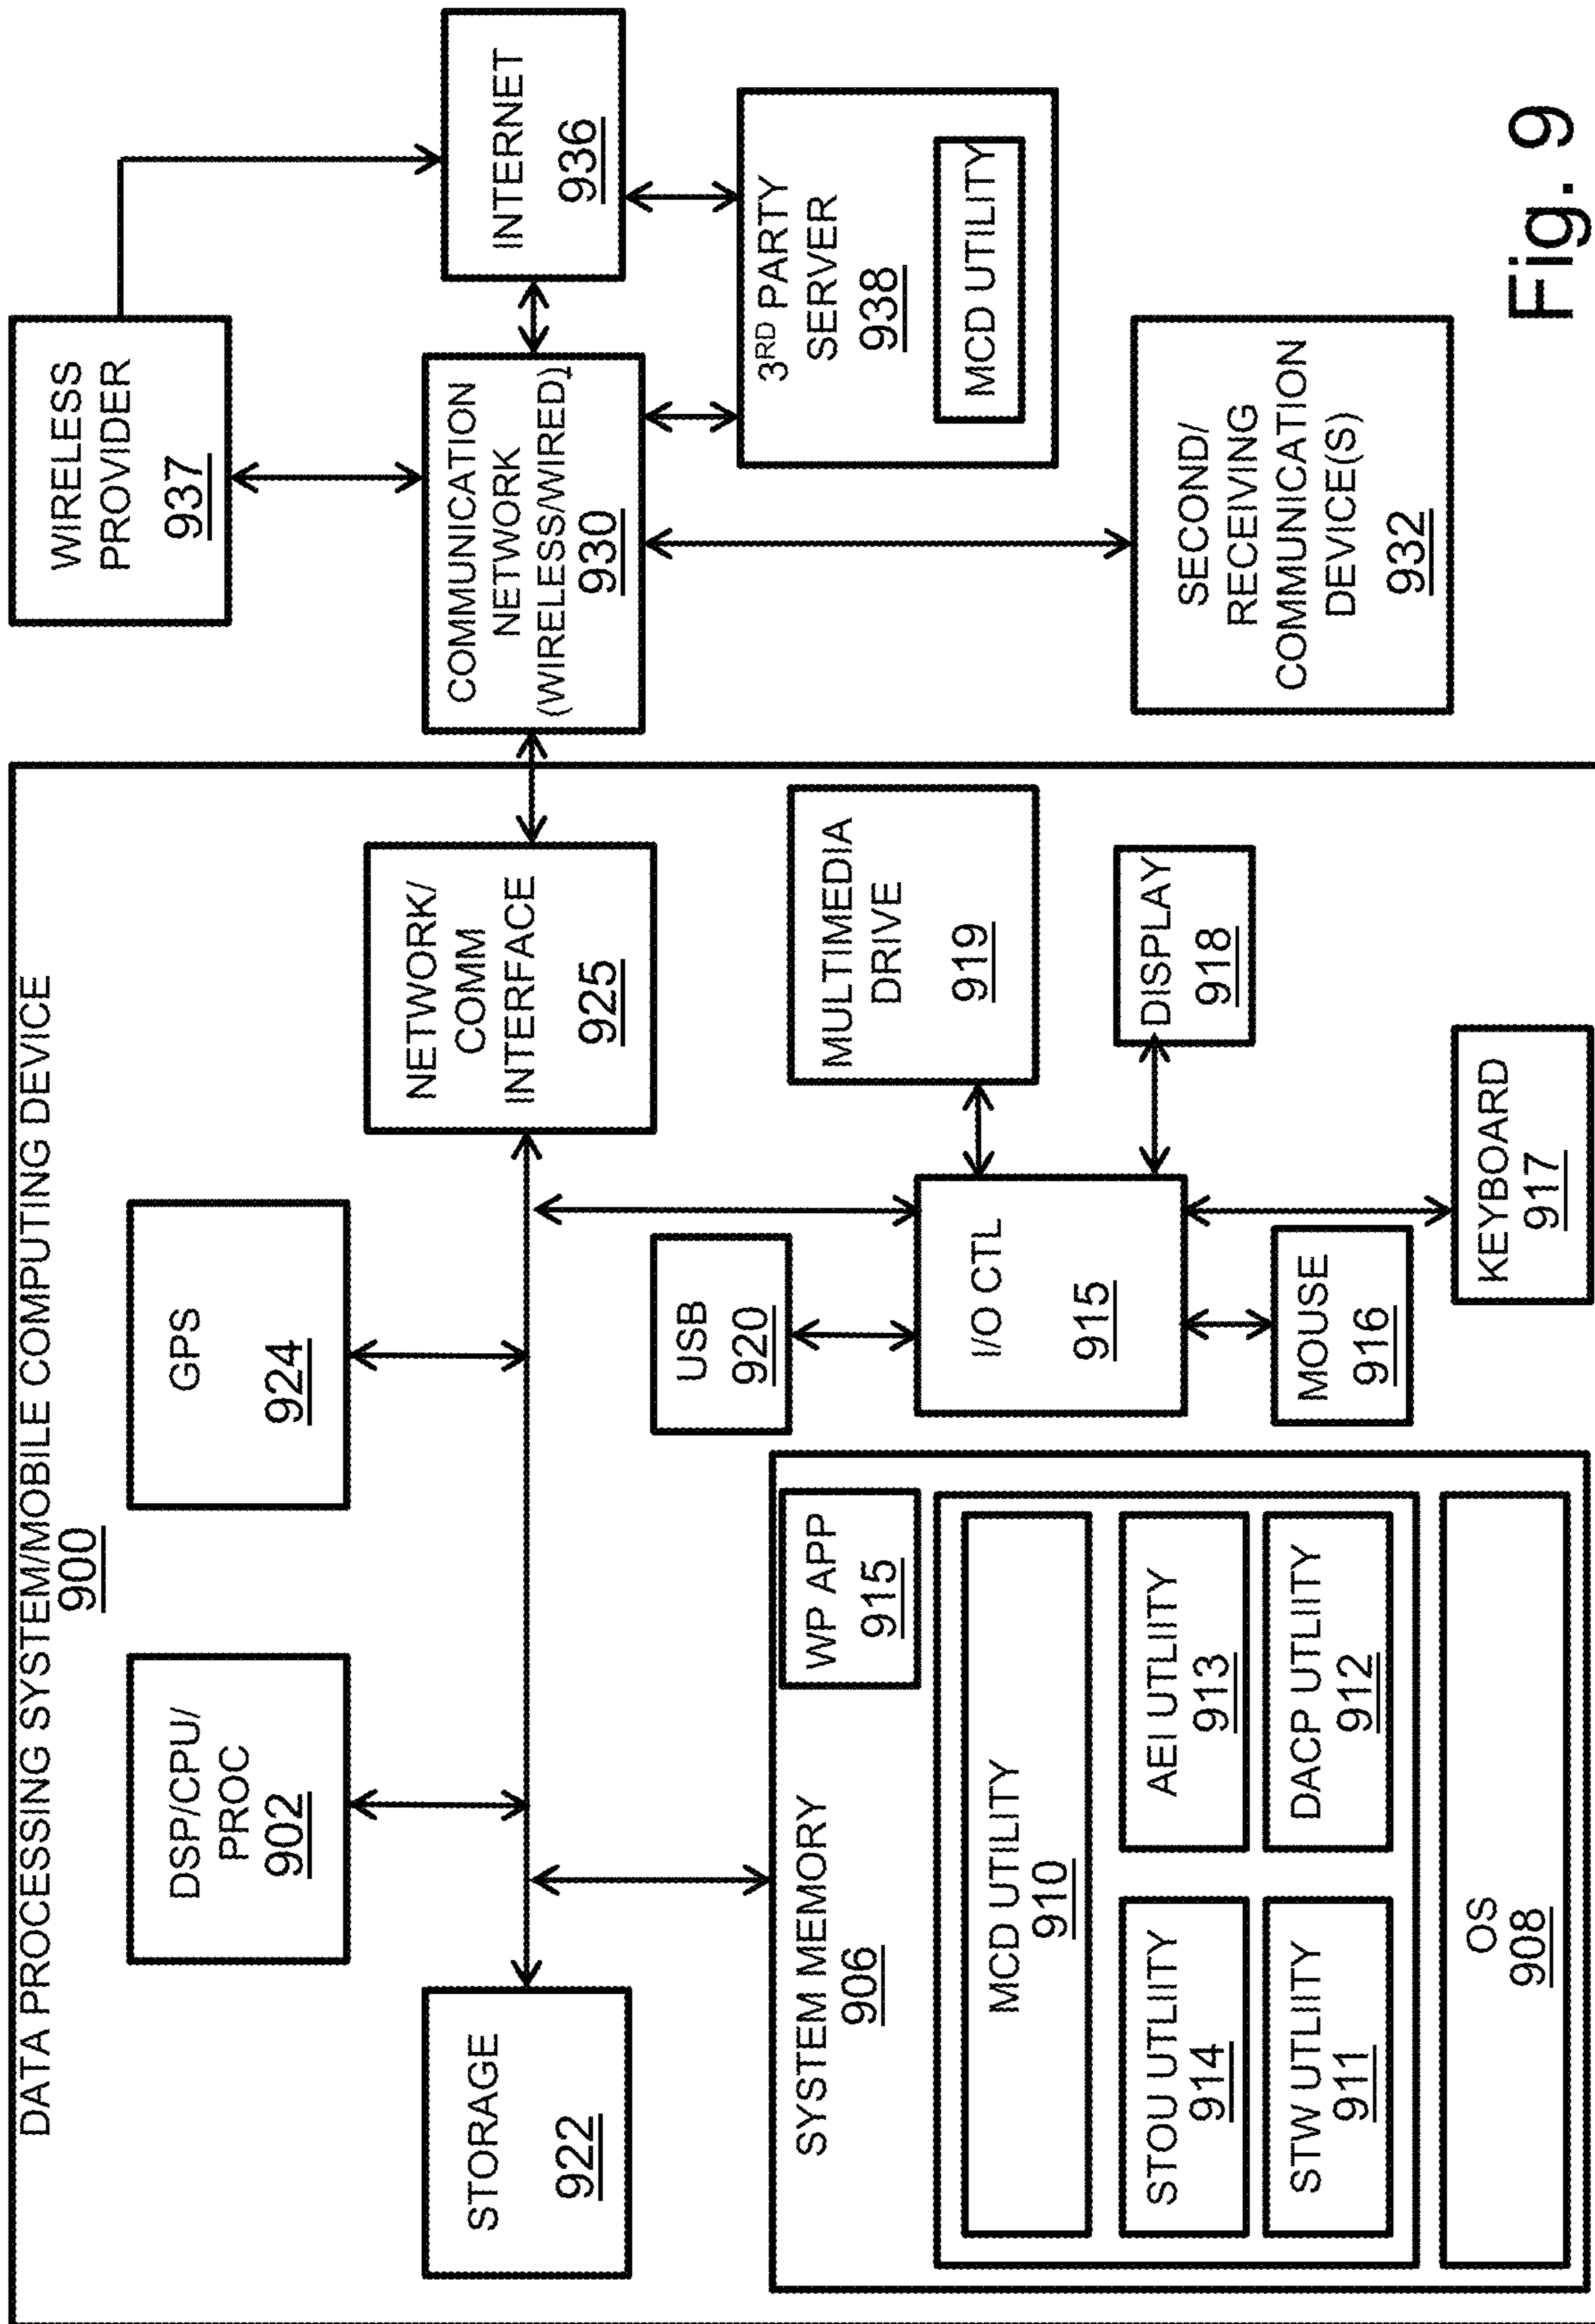 DATA PROCESSING SYSTEM/MOBILE COMPUTING DEVICE
900
DSP/CPU/
PROC
902
GPS
924
STORAGE
922
NETWORK/
COMM
INTERFACE
925
SYSTEM MEMORY
906
WP APP
915
MCD UTILITY
910
STOU UTLIITY
914
AEI UTLIITY
913
STW UTLIITY
911
DACP UTLIITY
912
OS
908
USB
920
I/O CTL
915
MULTIMEDIA
DRIVE
919
DISPLAY
918
MOUSE
916
KEYBOARD
917
WIRELESS
PROVIDER
937
COMMUNICATION
NETWORK
(WIRELESS/WIRED)
930
INTERNET
936
3RD PARTY
SERVER
938
MCD UTILITY
SECOND/
RECEIVING
COMMUNICATION
DEVICE(S)
932
Fig. 9